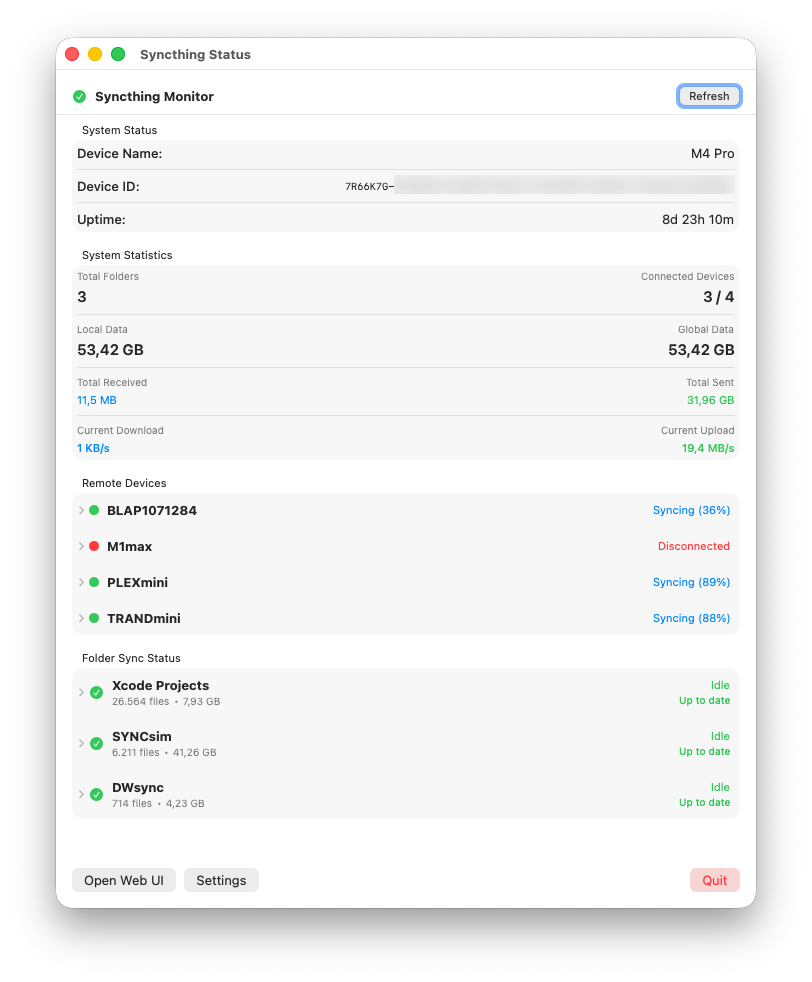 Syncthing Status
Syncthing Monitor
Refresh
System Status
Device Name: M4 Pro
Device ID: 7R66K7G–
Uptime: 8d 23h 10m
System Statistics
Total Folders Connected Devices
3 3 / 4
Local Data Global Data
53,42 GB 53,42 GB
Total Received Total Sent
11,5 MB 31,96 GB
Current Download Current Upload
1 KB/s 19,4 MB/s
Remote Devices
BLAP1071284 Syncing (36%)
M1max Disconnected
PLEXmini Syncing (89%)
TRANDmini Syncing (88%)
Folder Sync Status
Xcode Projects Idle
26.564 files • 7,93 GB Up to date
SYNCsim Idle
6.211 files • 41,26 GB Up to date
DWsync Idle
714 files • 4,23 GB Up to date
Open Web UI Settings Quit